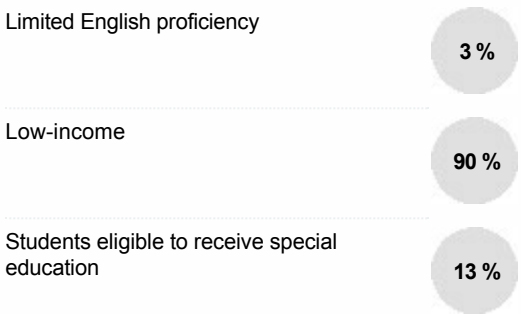 Limited English proficiency
3 %
Low-income
90 %
Students eligible to receive special
education
13 %